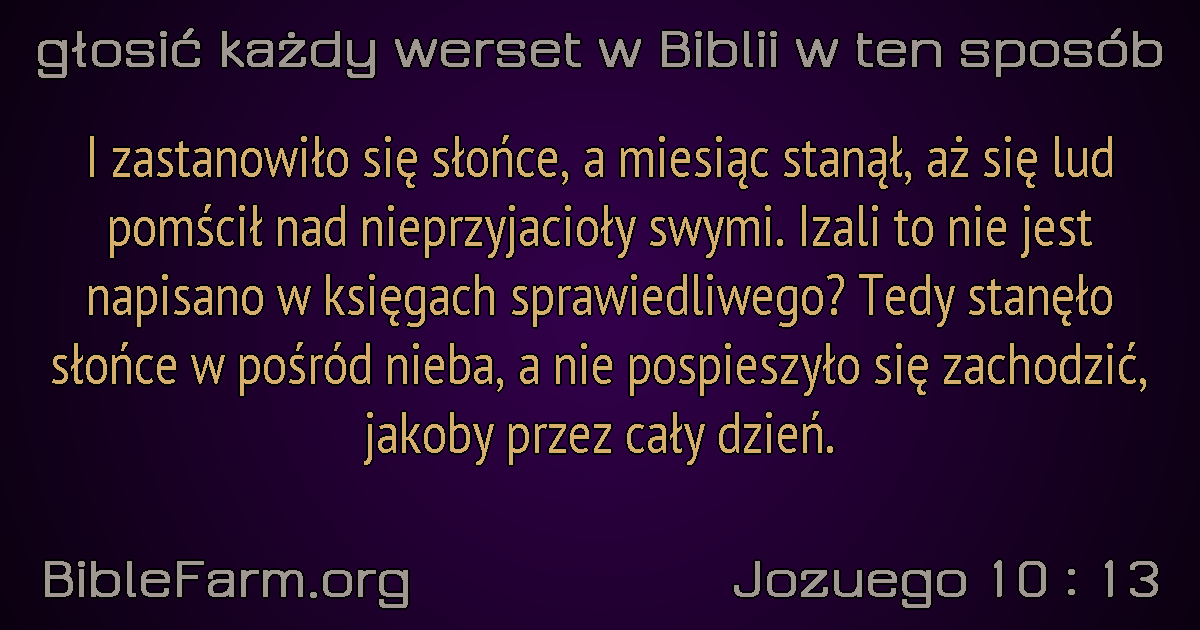 głosić każdy werset w Biblii w ten sposób
I zastanowiło się słońce, a miesiąc stanął, aż się lud
pomścił nad nieprzyjacioły swymi. Izali to nie jest
napisano w księgach sprawiedliwego? Tedy stanęło
słońce w pośród nieba, a nie pospieszyło się zachodzić,
jakoby przez cały dzień.
BibleFarm.org
Jozuego 10 : 13